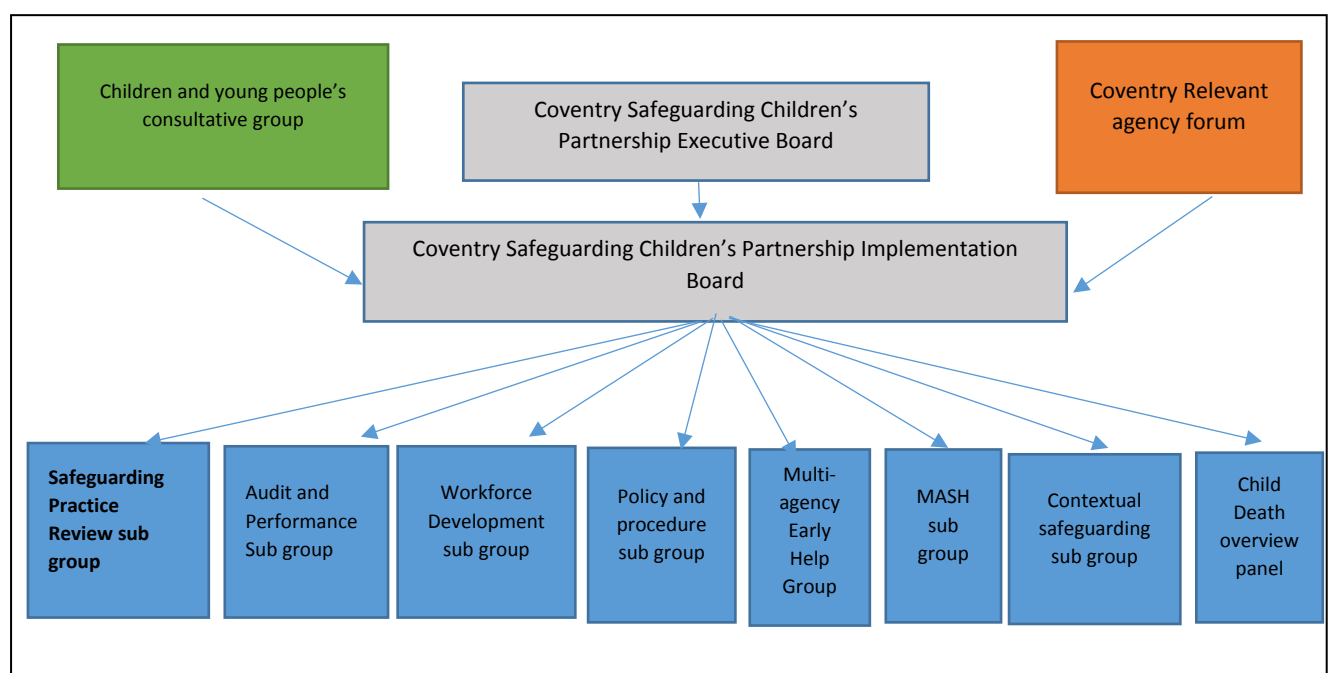 Children and young people’s
consultative group
Coventry Safeguarding Children’s
Partnership Executive Board
Coventry Relevant
agency forum
Coventry Safeguarding Children’s Partnership Implementation
Board
Safeguarding
Practice
Review sub
group
Audit and
Performance
Sub group
Workforce
Development
sub group
Policy and
procedure
sub group
Multi-
agency
Early
Help
Group
MASH
sub
group
Contextual
safeguarding
sub group
Child
Death
overview
panel